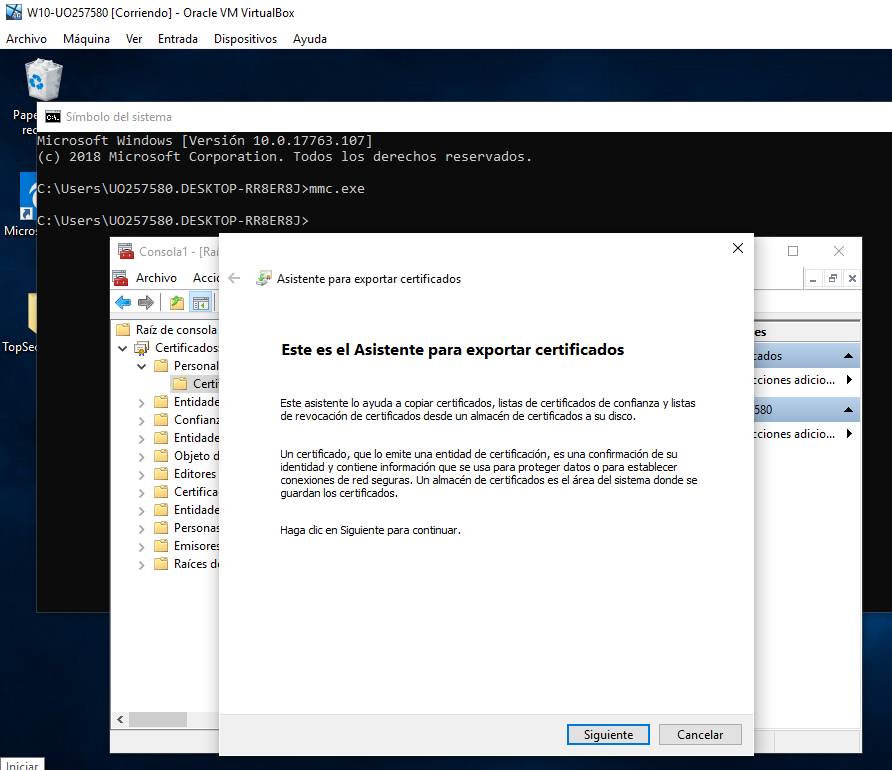 W10-UO257580 [Corriendo] - Oracle VM VirtualBox
Archivo Máquina Ver Entrada Dispositivos Ayuda
Símbolo del sistema
Microsoft Windows [Versión 10.0.17763.107]
(c) 2018 Microsoft Corporation. Todos los derechos reservados.
C:\Users\UO257580.DESKTOP-RR8ER8J>mmc.exe
C:\Users\UO257580.DESKTOP-RR8ER8J>
Pape
rec
Micros
TopSec
Consola1 - [Raí
Archivo Acció
Raíz de consola
Certificados
Personal
Certif
Entidade
Confianz
Entidade
Objeto d
Editores
Certifica
Entidade
Personas
Emisores
Raíces de
Asistente para exportar certificados
Este es el Asistente para exportar certificados
Este asistente lo ayuda a copiar certificados, listas de certificados de confianza y listas
de revocación de certificados desde un almacén de certificados a su disco.
Un certificado, que lo emite una entidad de certificación, es una confirmación de su
identidad y contiene información que se usa para proteger datos o para establecer
conexiones de red seguras. Un almacén de certificados es el área del sistema donde se
guardan los certificados.
Haga clic en Siguiente para continuar.
Siguiente Cancelar
es
cados
cciones adicio...
580
cciones adicio...
Iniciar